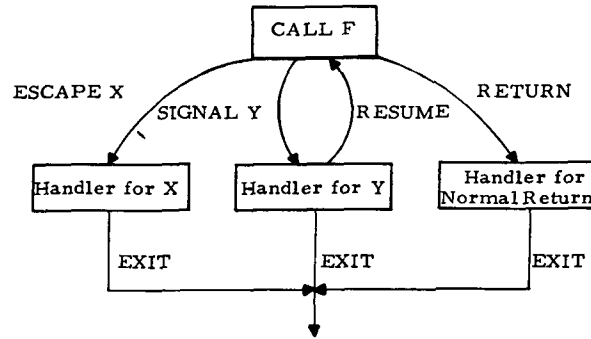 CALL F
ESCAPE X
SIGNAL Y
RESUME
RETURN
Handler for X
Handler for Y
Handler for
Normal Return
EXIT
EXIT
EXIT